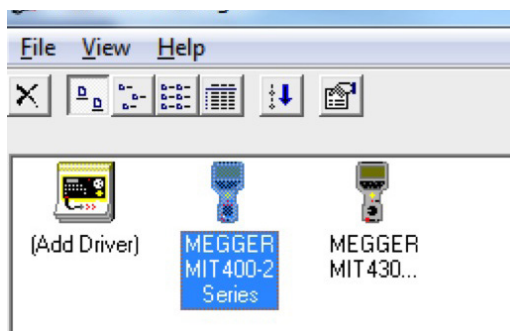 File View Help
(Add Driver)
MEGGER
MIT400-2
Series
MEGGER
MIT430...